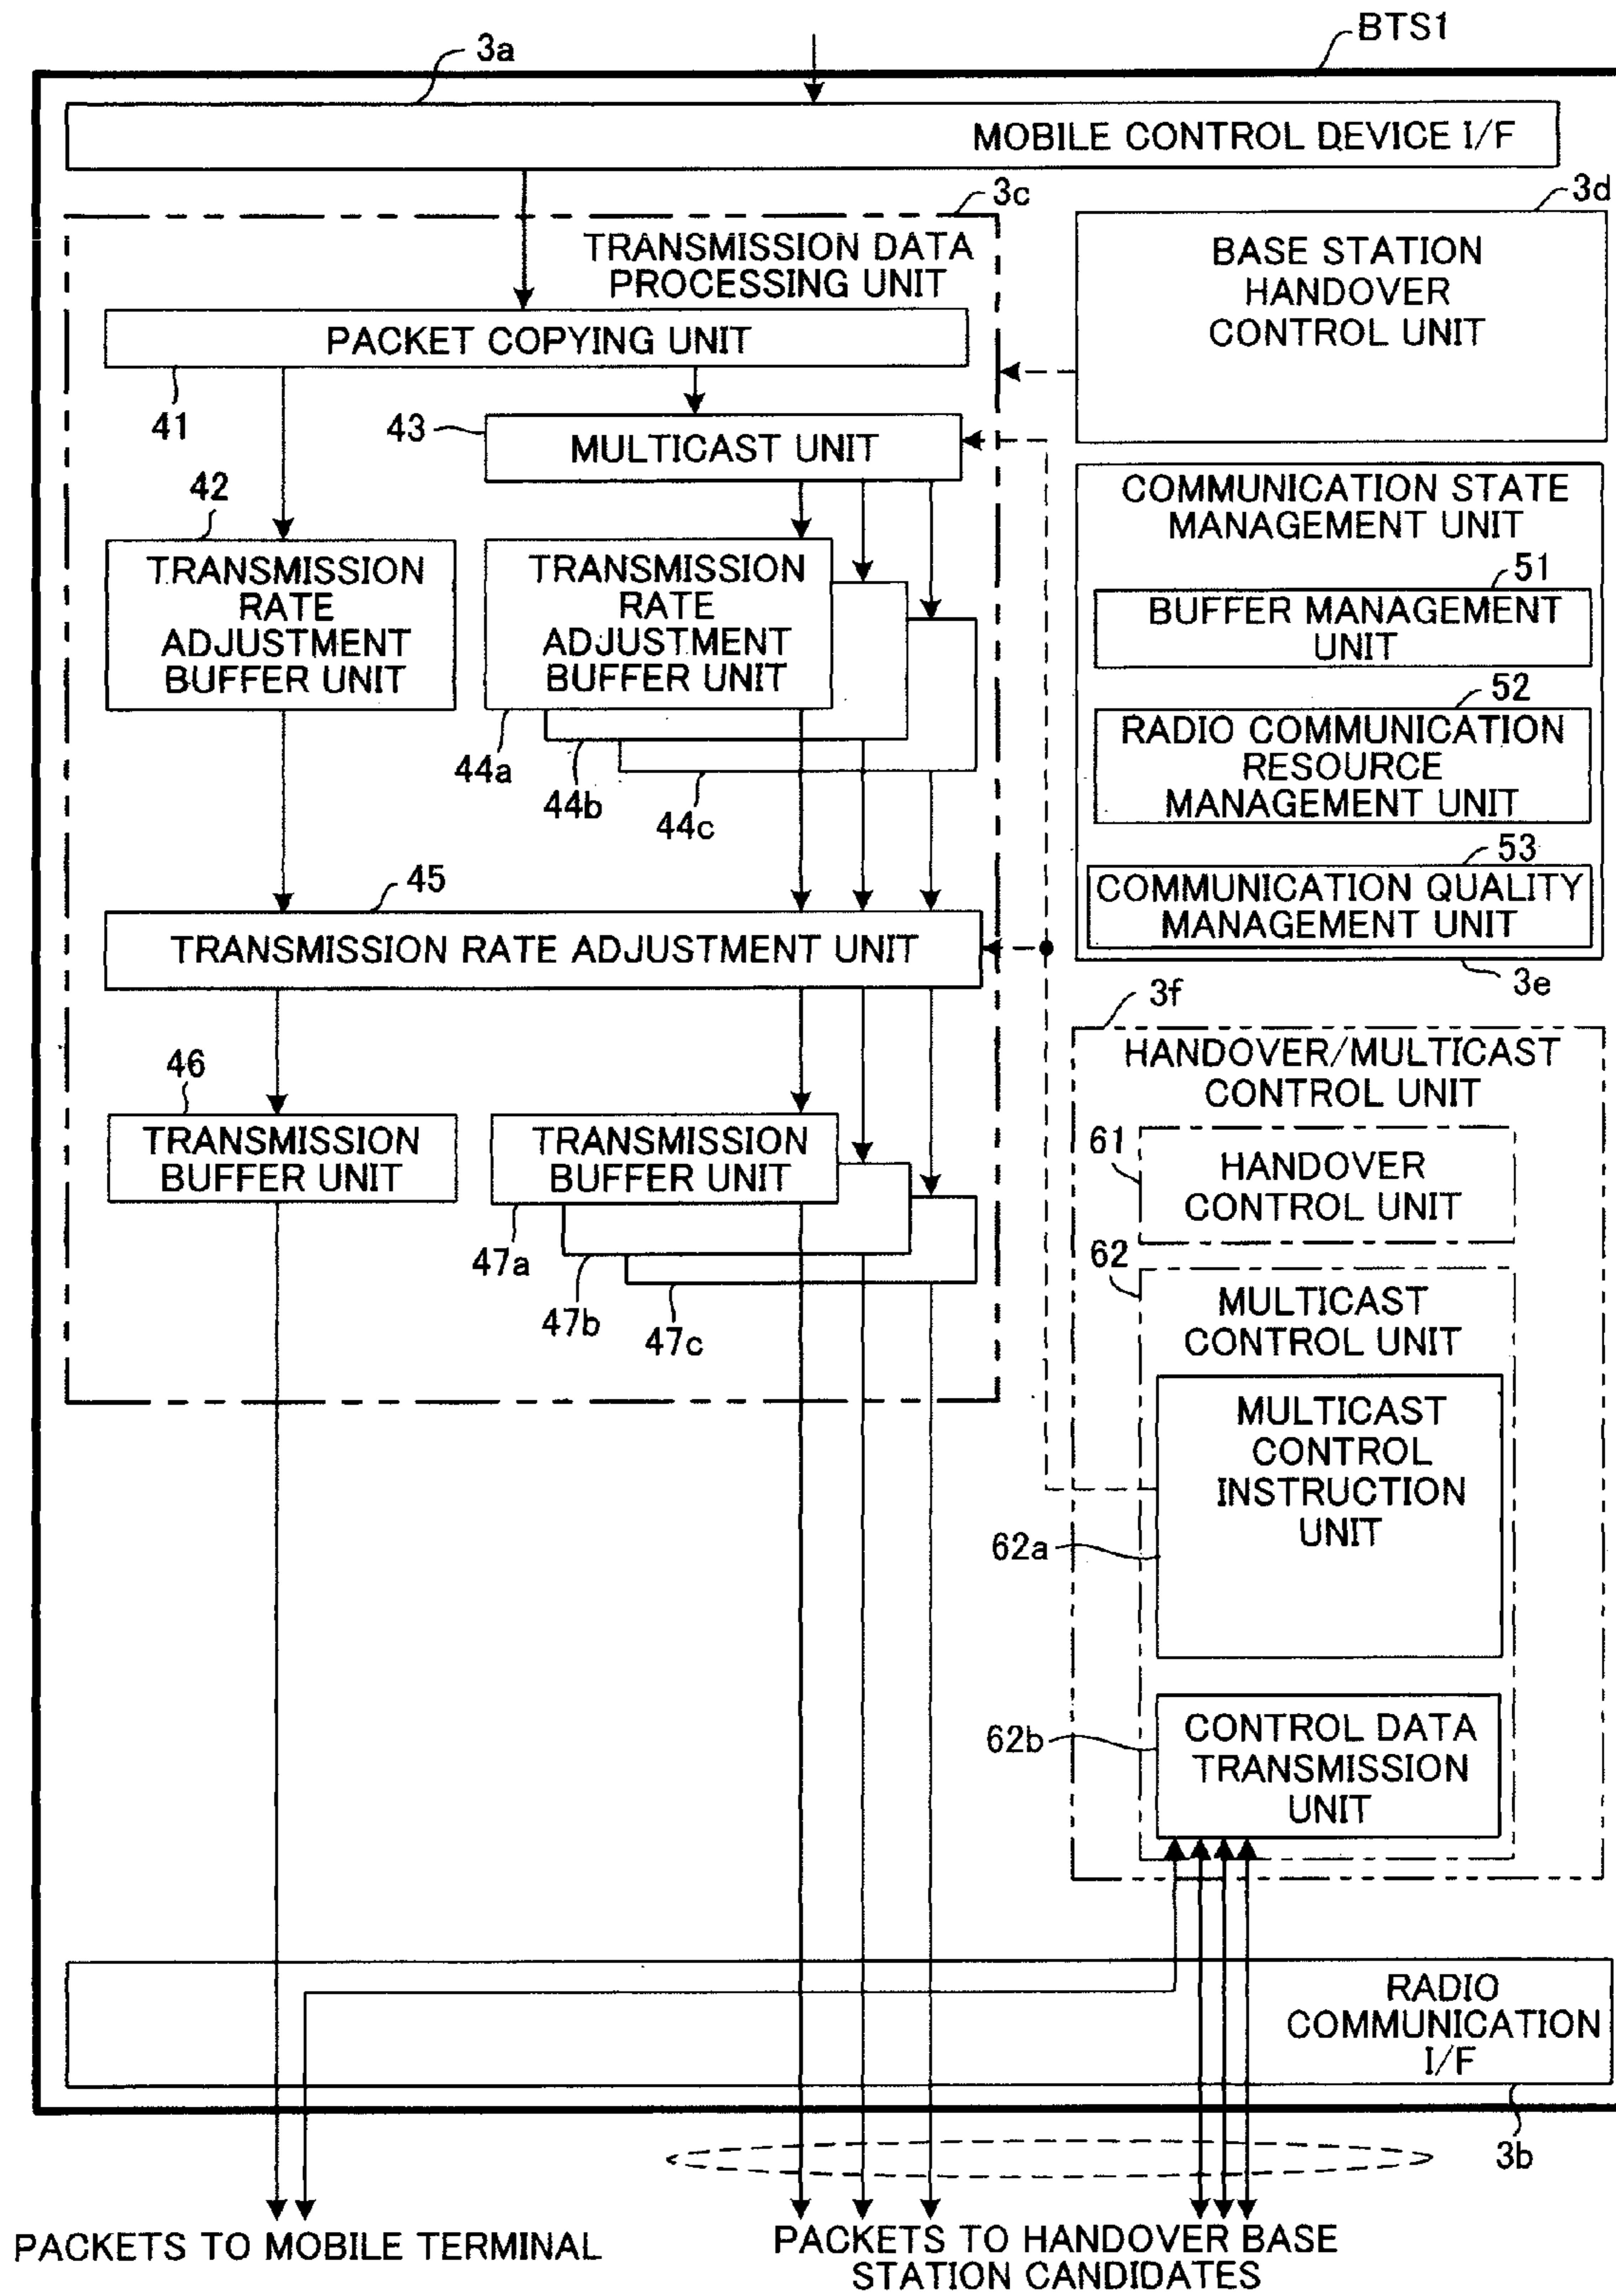 BTS1
3a
MOBILE CONTROL DEVICE I/F
3c
3d
TRANSMISSION DATA
PROCESSING UNIT
BASE STATION
HANDOVER
CONTROL UNIT
PACKET COPYING UNIT
41
43
MULTICAST UNIT
42
TRANSMISSION
RATE
ADJUSTMENT
BUFFER UNIT
TRANSMISSION
RATE
ADJUSTMENT
BUFFER UNIT
44a
44b
44c
COMMUNICATION STATE
MANAGEMENT UNIT
51
BUFFER MANAGEMENT
UNIT
52
RADIO COMMUNICATION
RESOURCE
MANAGEMENT UNIT
53
COMMUNICATION QUALITY
MANAGEMENT UNIT
3e
45
TRANSMISSION RATE ADJUSTMENT UNIT
3f
HANDOVER/MULTICAST
CONTROL UNIT
46
TRANSMISSION
BUFFER UNIT
TRANSMISSION
BUFFER UNIT
47a
47b
47c
61
HANDOVER
CONTROL UNIT
62
MULTICAST
CONTROL UNIT
MULTICAST
CONTROL
INSTRUCTION
UNIT
62a
62b
CONTROL DATA
TRANSMISSION
UNIT
RADIO
COMMUNICATION
I/F
3b
PACKETS TO MOBILE TERMINAL
PACKETS TO HANDOVER BASE
STATION CANDIDATES